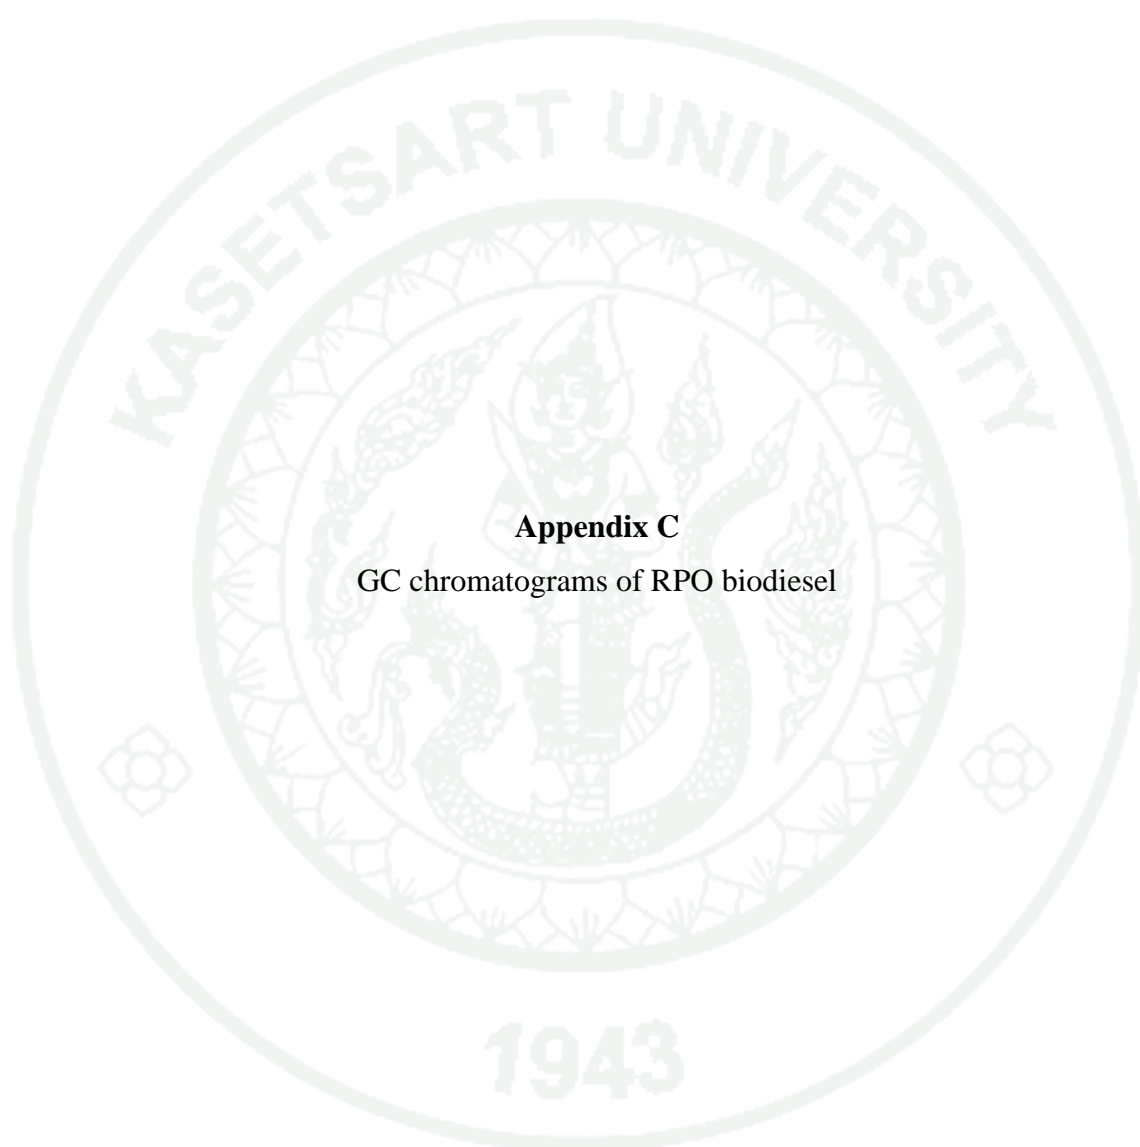 KASETSART UNIVERSITY
Appendix C
GC chromatograms of RPO biodiesel
1943